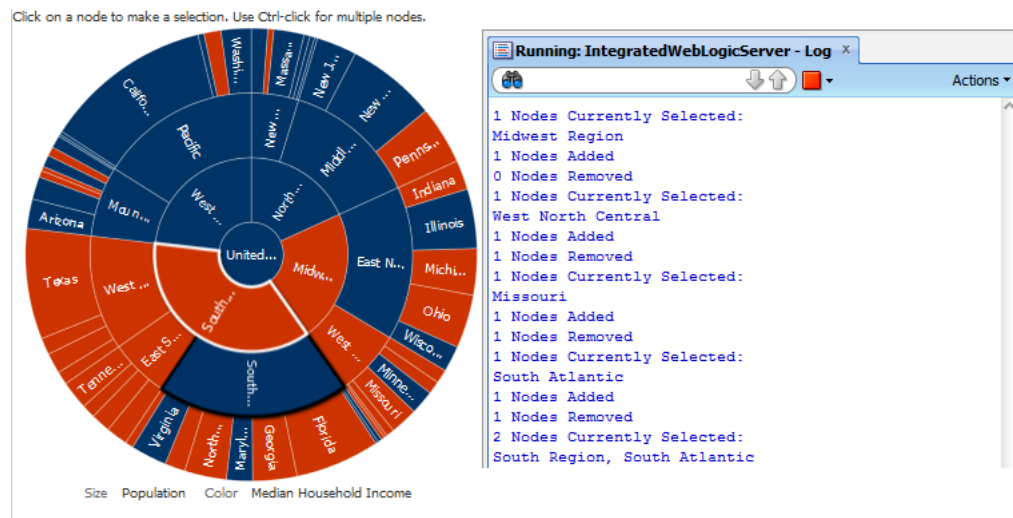 Click on a node to make a selection. Use Ctrl-click for multiple nodes.
Washi...
Massa...
New J...
New ...
Penns...
Indiana
Illinois
Michi...
Ohio
Wisco...
Minne...
Missouri
Florida
Georgia
Maryl...
North...
Virginia
Tenne...
Texas
Arizona
Califo...
Pacific
New ...
Middl...
East N...
West ...
South...
East S...
West ...
Moun...
West ...
North...
Midw...
South...
United...
Size Population Color Median Household Income
Running: IntegratedWebLogicServer - Log x
Actions
1 Nodes Currently Selected:
Midwest Region
1 Nodes Added
0 Nodes Removed
1 Nodes Currently Selected:
West North Central
1 Nodes Added
1 Nodes Removed
1 Nodes Currently Selected:
Missouri
1 Nodes Added
1 Nodes Removed
1 Nodes Currently Selected:
South Atlantic
1 Nodes Added
1 Nodes Removed
2 Nodes Currently Selected:
South Region, South Atlantic